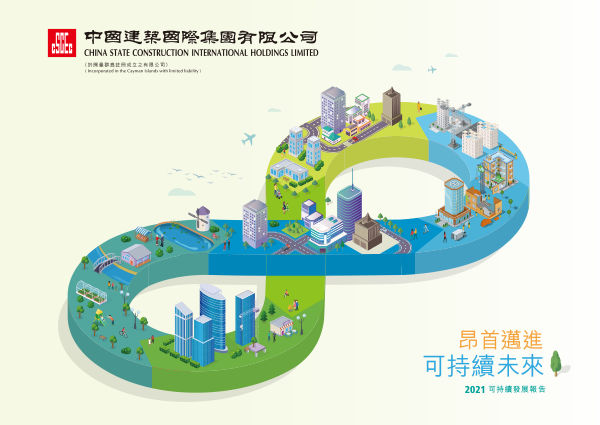 CSCEC
中國建築國際集團有限公司
CHINA STATE CONSTRUCTION INTERNATIONAL HOLDINGS LIMITED
(於開曼群島註冊成立之有限公司)
( Incorporated in the Cayman Islands with limited liability )
昂首邁進
可持續未來
2021 可持續發展報告